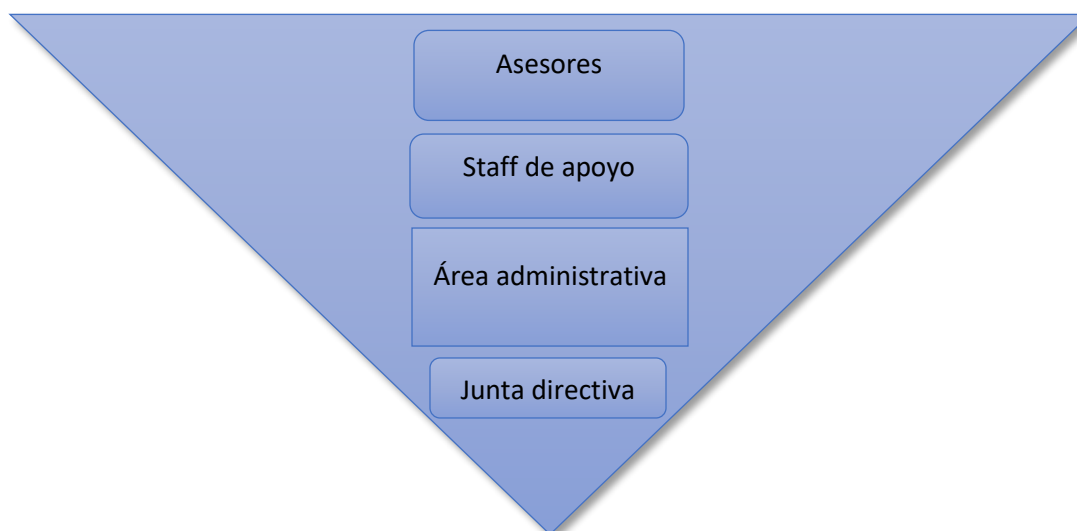 Asesores
Staff de apoyo
Área administrativa
Junta directiva